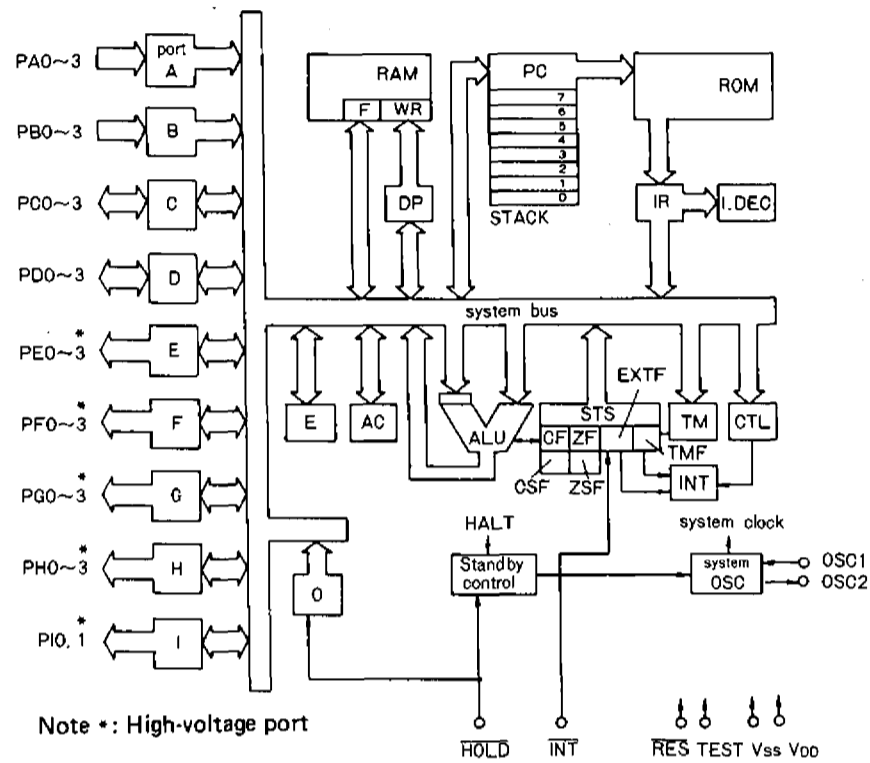 PA0~3
port
A
PB0~3
B
PC0~3
C
PD0~3
D
PE0~3*
E
PF0~3*
F
PG0~3*
G
PH0~3*
H
PI0, 1*
I
RAM
F
WR
DP
PC
7
6
5
4
3
2
1
0
STACK
ROM
IR
I. DEC
system bus
E
AC
ALU
STS
CF
ZF
CSF
ZSF
EXTF
TMF
TM
CTL
INT
HALT
Standby
control
system clock
system
OSC
OSC1
OSC2
0
Note *: High-voltage port
HOLD
INT
RES TEST Vss VDD